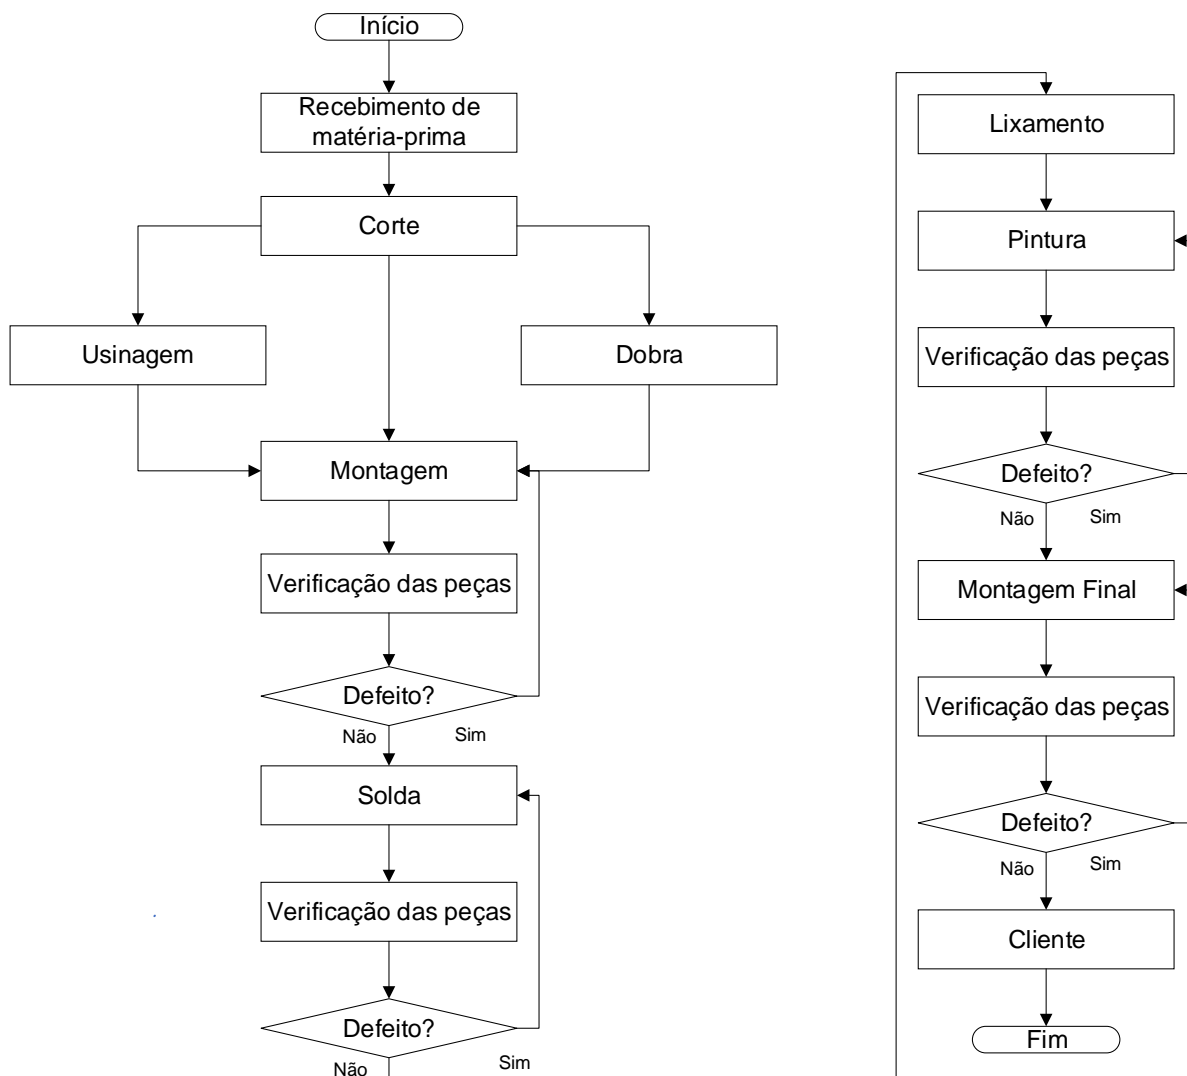 Início
Recebimento de
matéria-prima
Corte
Usinagem
Dobra
Montagem
Verificação das peças
Defeito?
Não
Sim
Solda
Verificação das peças
Defeito?
Não
Sim
Lixamento
Pintura
Verificação das peças
Defeito?
Não
Sim
Montagem Final
Verificação das peças
Defeito?
Não
Sim
Cliente
Fim